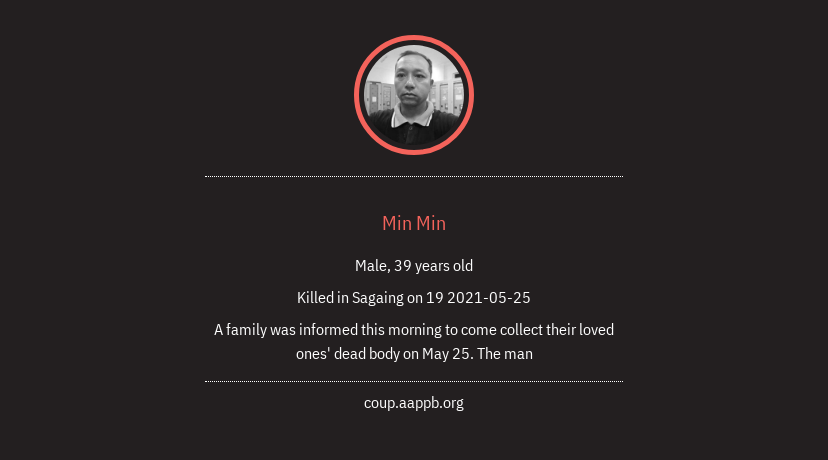 Min Min
Male, 39 years old
Killed in Sagaing on 19 2021-05-25
A family was informed this morning to come collect their loved
ones' dead body on May 25. The man
coup.aappb.org